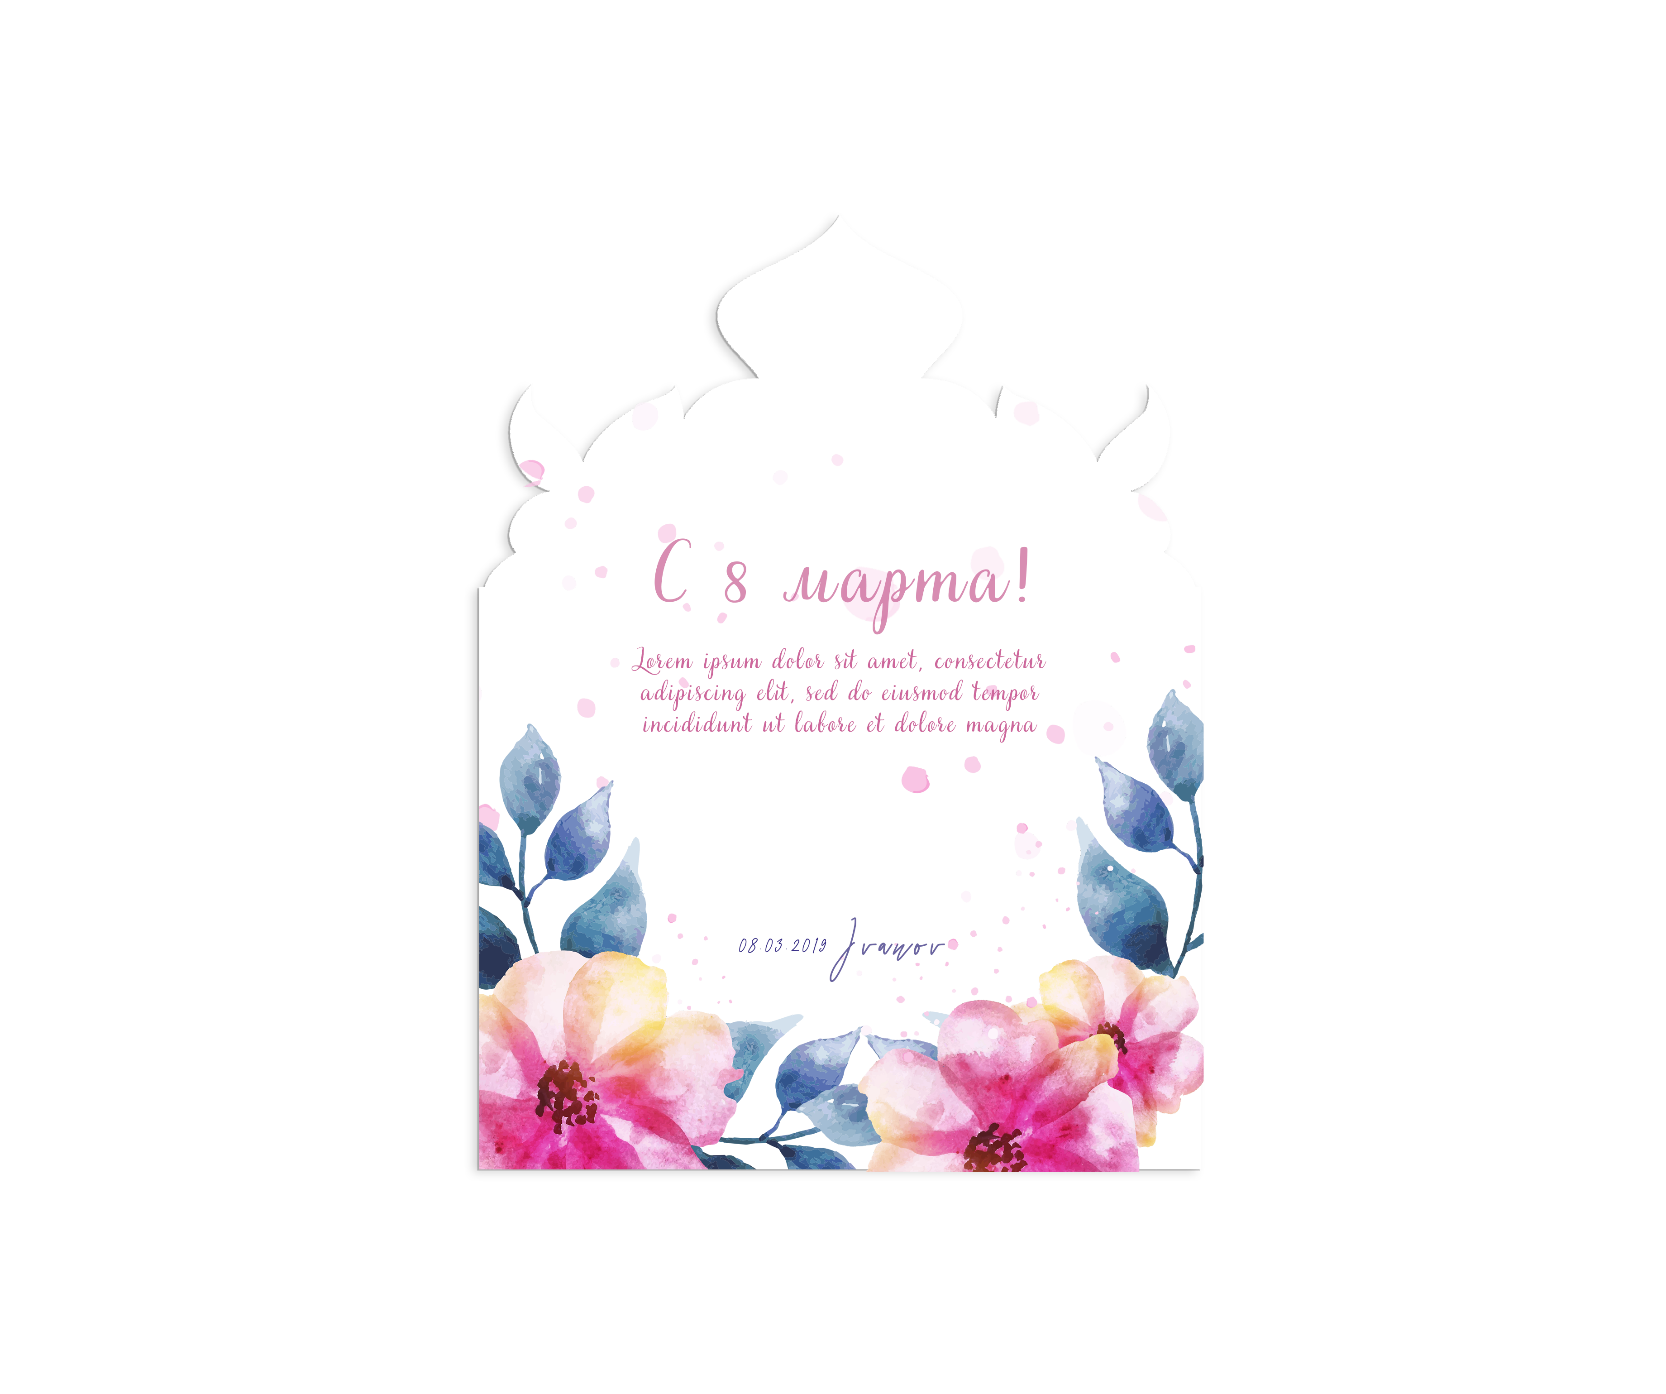 С 8 марта!
Lorem ipsum dolor sit amet, consectetur
adipiscing elit, sed do eiusmod tempor
incididunt ut labore et dolore magna
08.03.2019 Ivanov